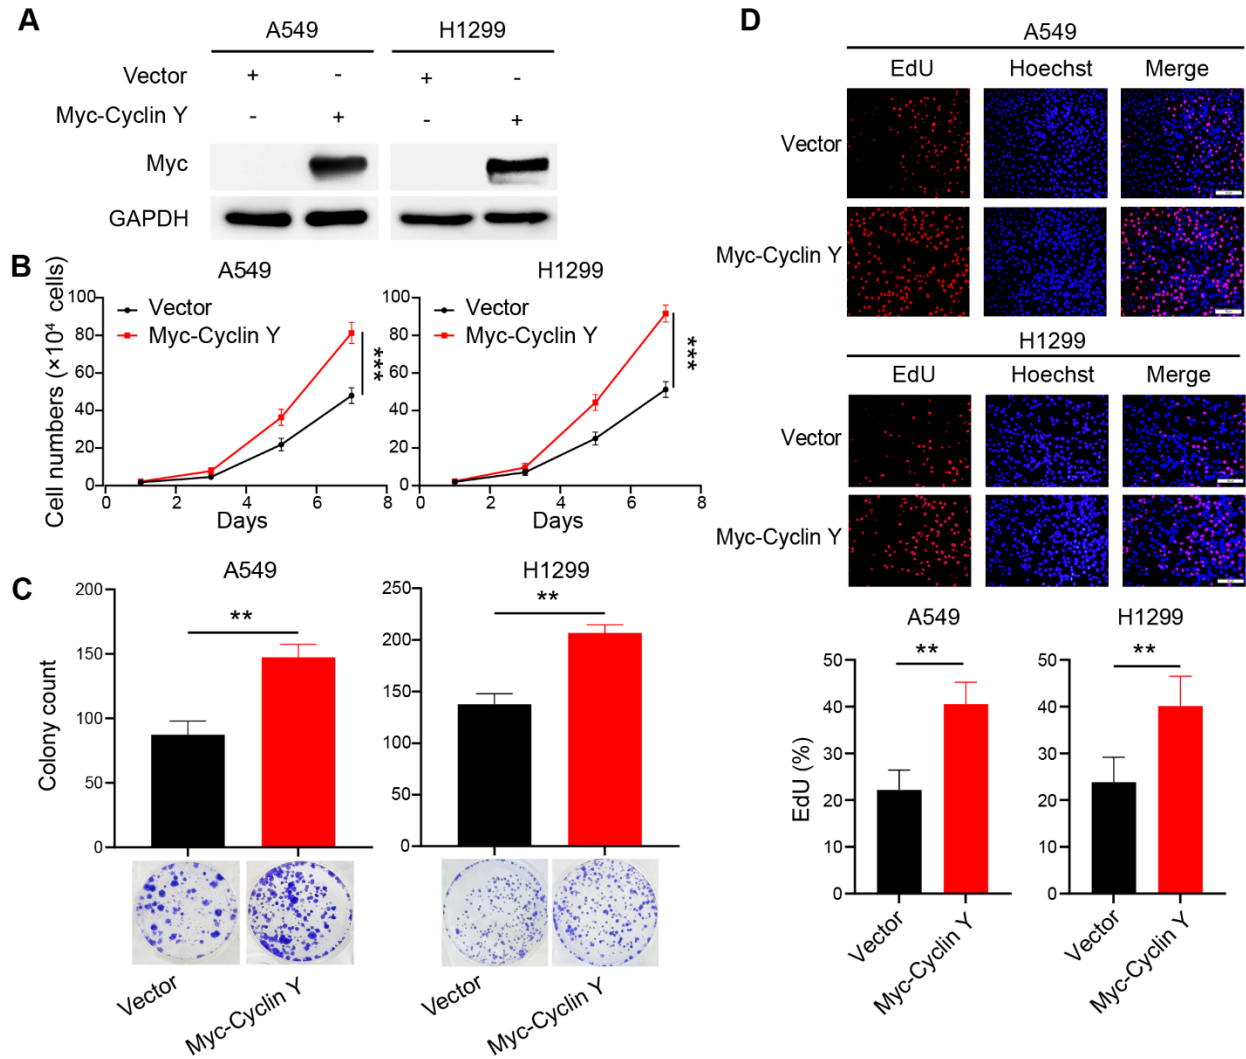 A
A549 H1299
Vector + - + -
Myc-Cyclin Y - + - +
Myc
GAPDH
B
A549 H1299
Cell numbers (×10⁴ cells)
100 100
80 80
60 60
40 40
20 20
0 0
Vector Vector
Myc-Cyclin Y Myc-Cyclin Y
*** ***
0 2 4 6 8 0 2 4 6 8
Days Days
C
A549 H1299
Colony count
200 250
150 200
100 150
50 100
0 50
0
** **
Vector Myc-Cyclin Y Vector Myc-Cyclin Y
D
A549
EdU Hoechst Merge
Vector
Myc-Cyclin Y
H1299
EdU Hoechst Merge
Vector
Myc-Cyclin Y
A549 H1299
EdU (%)
50 50
40 40
30 30
20 20
10 10
0 0
** **
Vector Myc-Cyclin Y Vector Myc-Cyclin Y